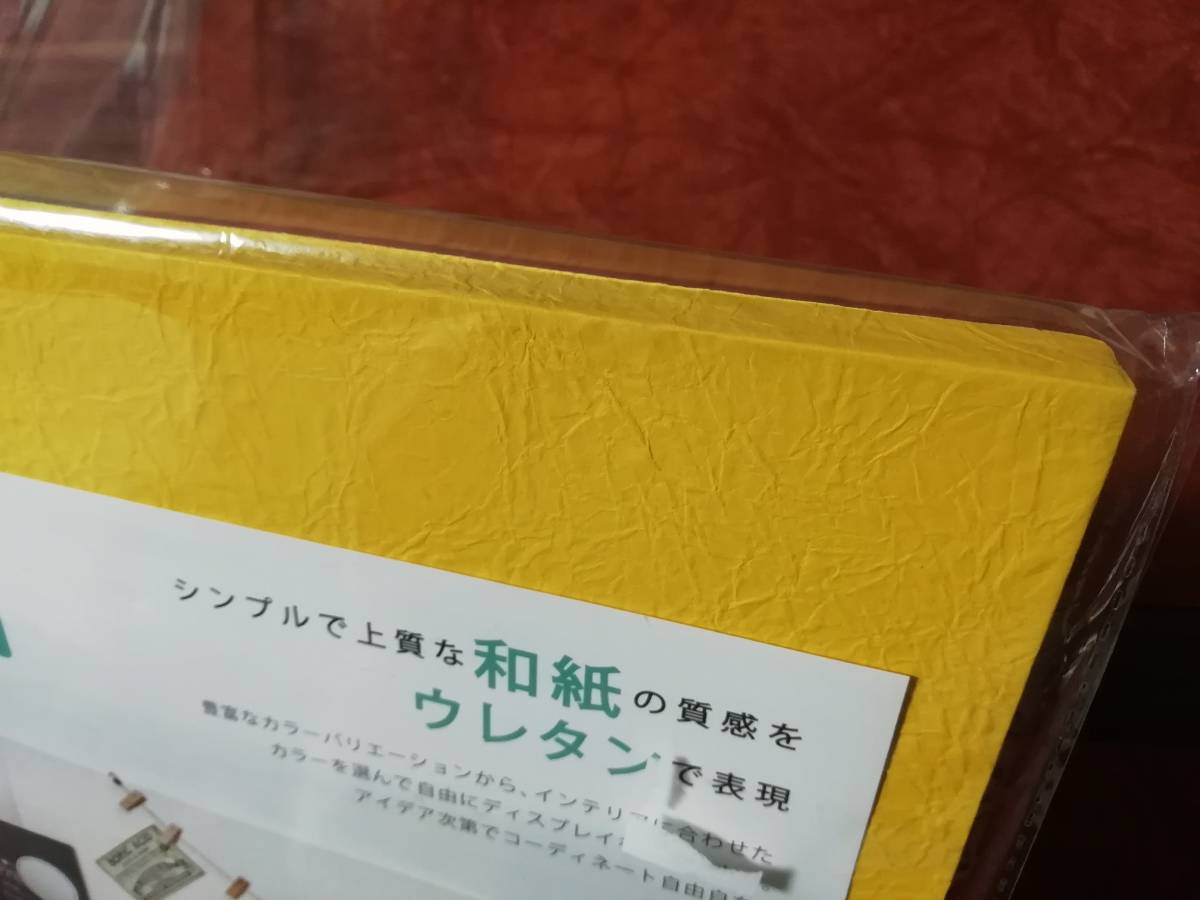 シンプルで上質な和紙の質感を
ウレタンで表現
豊富なカラーバリエーションから、インテリアに合わせた
カラーを選んで自由にディスプレイ
アイデア次第でコーディネート自由自